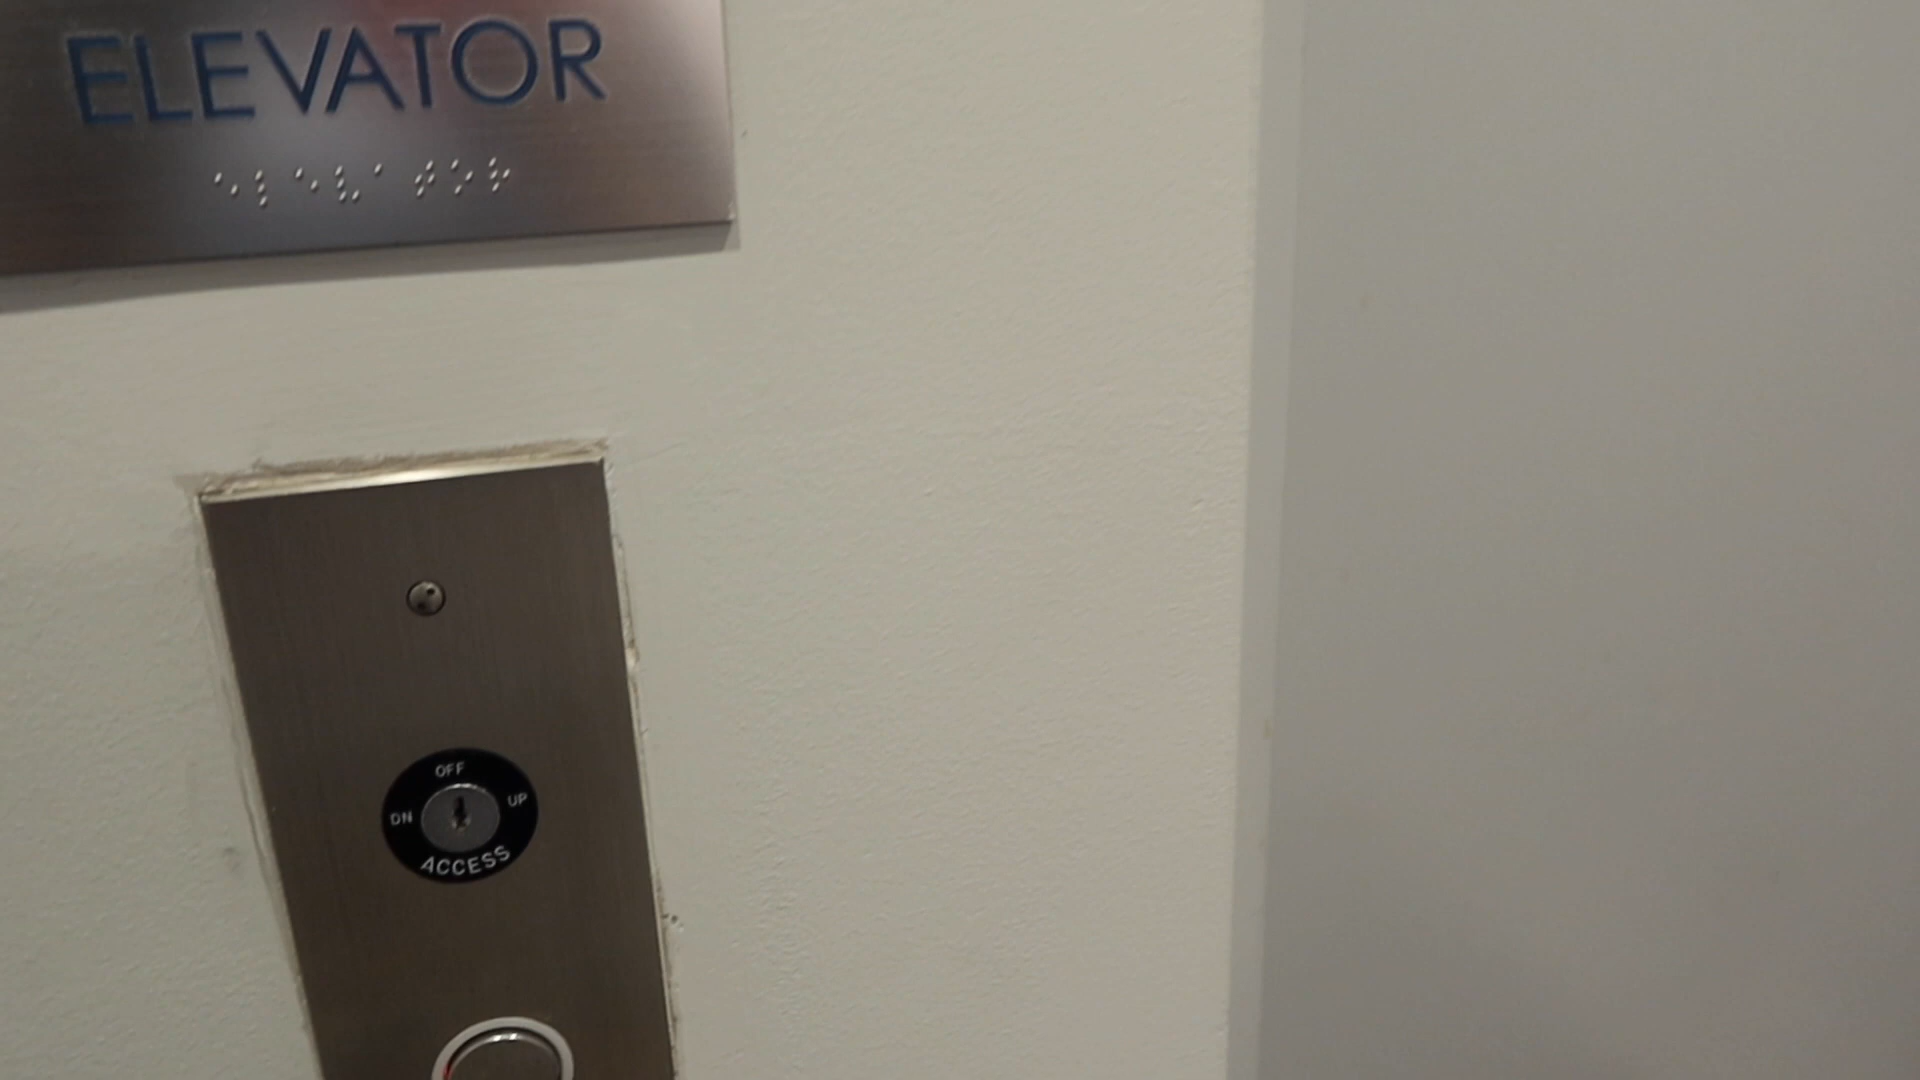 ELEVATOR
⠑⠇⠑⠧⠁⠞⠕⠗
OFF
DN UP
ACCESS